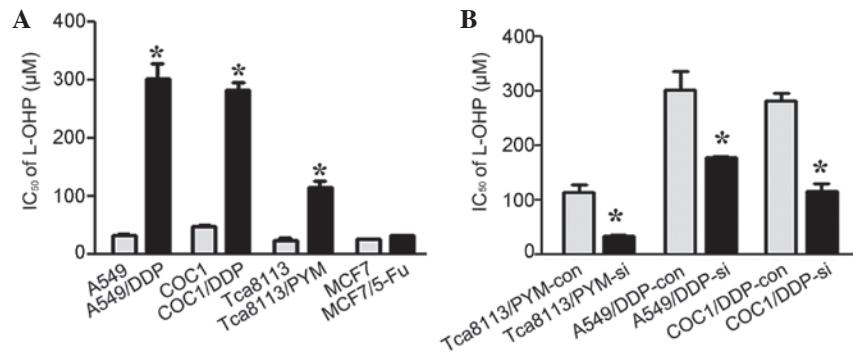 A
IC50 of L-OHP (µM)
400
300
200
100
0
*
*
*
A549
A549/DDP
COC1
COC1/DDP
Tca8113
Tca8113/PYM
MCF7
MCF7/5-Fu
B
IC50 of L-OHP (µM)
400
300
200
100
0
*
*
*
Tca8113/PYM-con
Tca8113/PYM-si
A549/DDP-con
A549/DDP-si
COC1/DDP-con
COC1/DDP-si